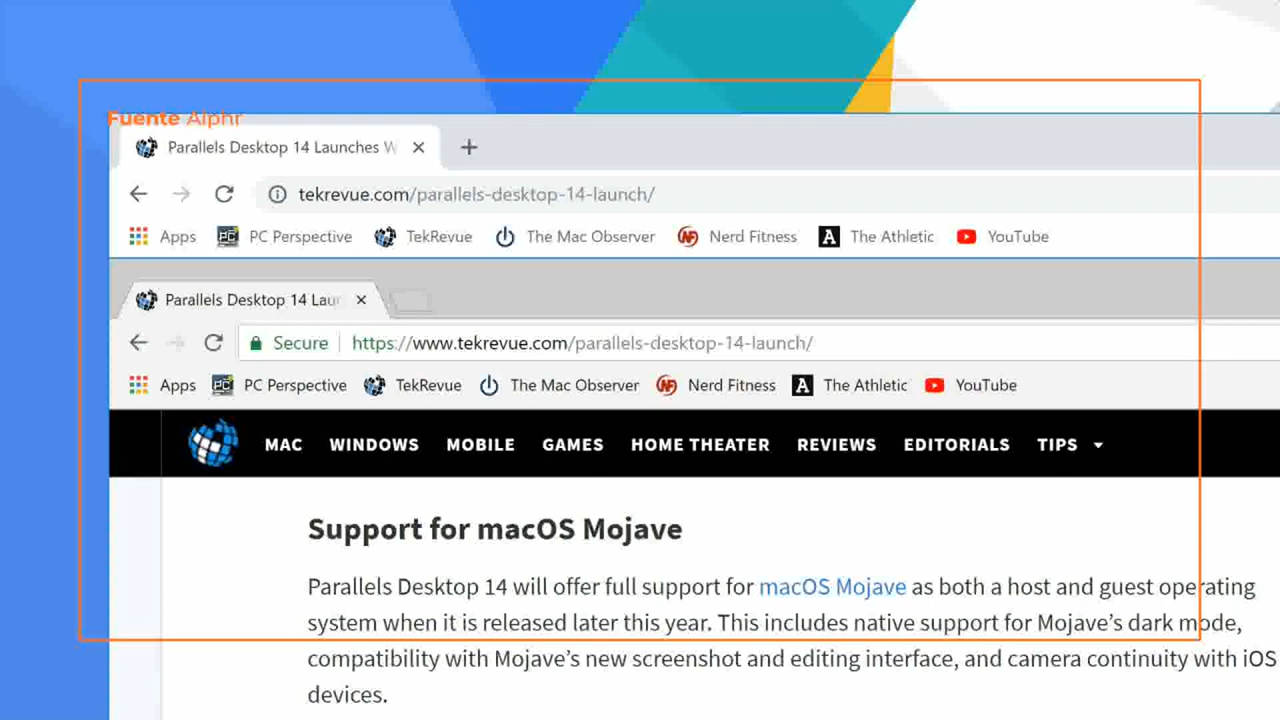 Fuente Alphr
Parallels Desktop 14 Launches W
tekrevue.com/parallels-desktop-14-launch/
Apps PC Perspective TekRevue The Mac Observer Nerd Fitness The Athletic YouTube
Parallels Desktop 14 Lau
Secure https://www.tekrevue.com/parallels-desktop-14-launch/
Apps PC Perspective TekRevue The Mac Observer Nerd Fitness The Athletic YouTube
MAC WINDOWS MOBILE GAMES HOME THEATER REVIEWS EDITORIALS TIPS
Support for macOS Mojave
Parallels Desktop 14 will offer full support for macOS Mojave as both a host and guest operating
system when it is released later this year. This includes native support for Mojave’s dark mode,
compatibility with Mojave’s new screenshot and editing interface, and camera continuity with iOS
devices.